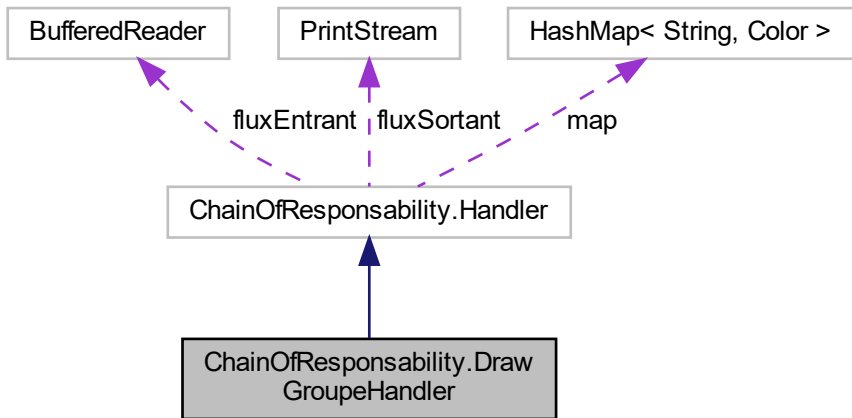 BufferedReader
PrintStream
HashMap< String, Color >
fluxEntrant
fluxSortant
map
ChainOfResponsability.Handler
ChainOfResponsability.Draw
GroupeHandler